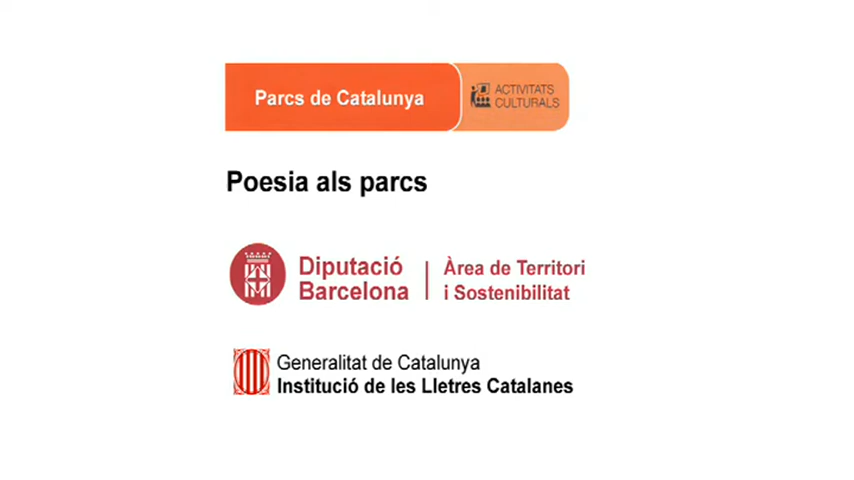 Parcs de Catalunya
ACTIVITATS
CULTURALS
Poesia als parcs
Diputació
Barcelona
Àrea de Territori
i Sostenibilitat
Generalitat de Catalunya
Institució de les Lletres Catalanes